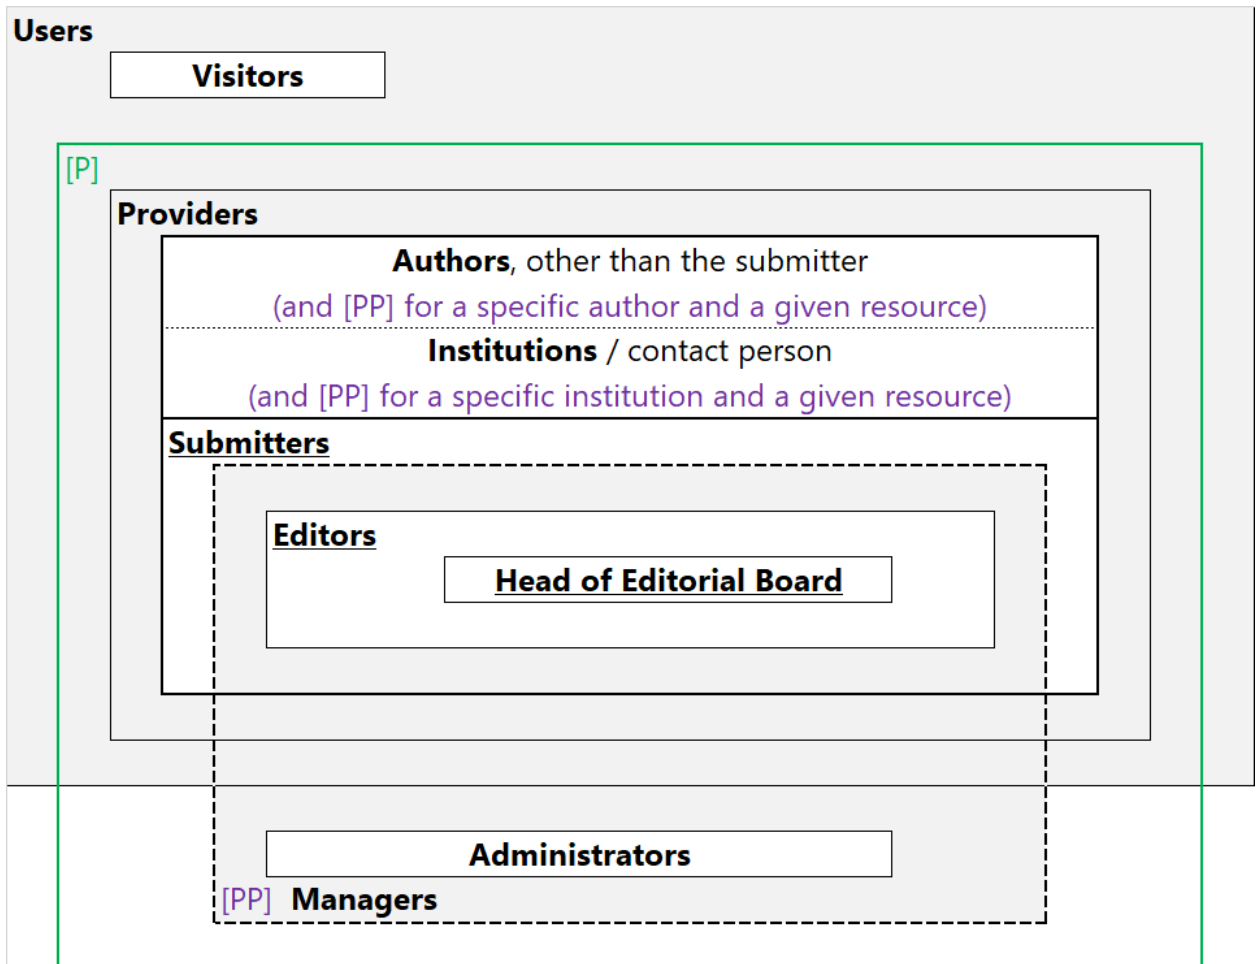 Users
Visitors
[P]
Providers
Authors, other than the submitter
(and [PP] for a specific author and a given resource)
Institutions / contact person
(and [PP] for a specific institution and a given resource)
Submitters
Editors
Head of Editorial Board
Administrators
[PP] Managers